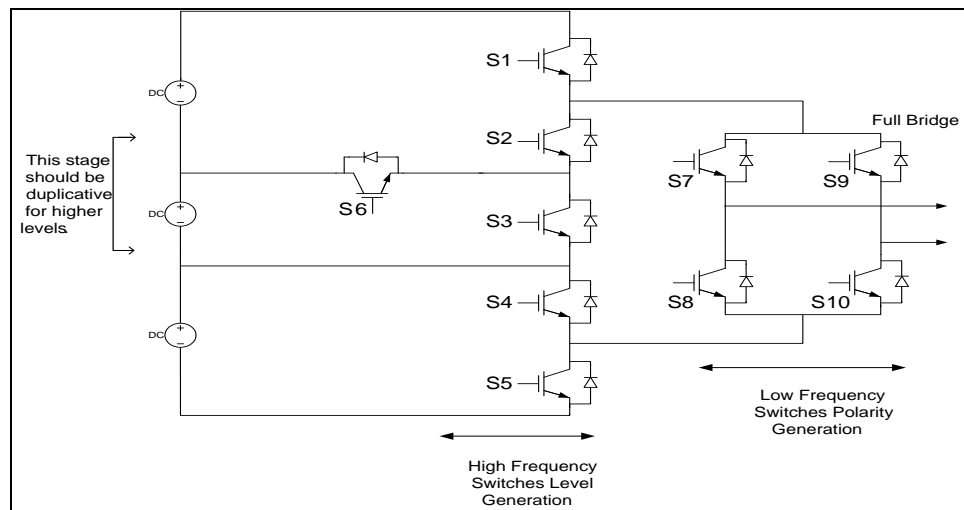 S1
DC
+
−
S2
Full Bridge
This stage
should be
duplicative
for higher
levels.
S6
S7
S9
DC
+
−
S3
S8
S10
S4
DC
+
−
S5
Low Frequency
Switches Polarity
Generation
High Frequency
Switches Level
Generation